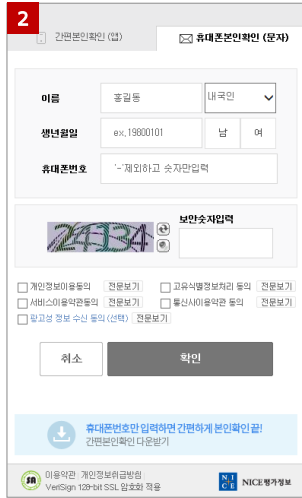 2
간편본인확인 (앱)
휴대폰본인확인 (문자)
이름
홍길동
내국인
생년월일
ex.19800101
남
여
휴대폰번호
'-'제외하고 숫자만입력
24334
보안숫자입력
개인정보이용동의 전문보기
고유식별정보처리 동의 전문보기
서비스이용약관동의 전문보기
통신사이용약관 동의 전문보기
광고성 정보 수신 동의 (선택) 전문보기
취소
확인
휴대폰번호만 입력하면 간편하게 본인확인 끝!
간편본인확인 다운받기
이용약관 개인정보취급방침
VeriSign 128-bit SSL 암호화 적용
NICE NICE평가정보